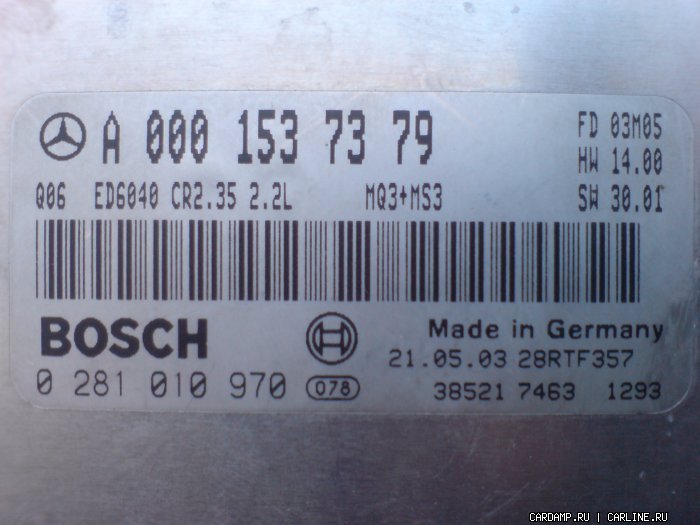 A 000 153 73 79
FD 03M05
HW 14.00
Q06 ED6040 CR2.35 2.2L MQ3+MS3 SW 30.01
BOSCH
Made in Germany
21.05.03 28RTF357
0 281 010 970 078
38521 7463 1293
CARDAMP.RU | CARLINE.RU